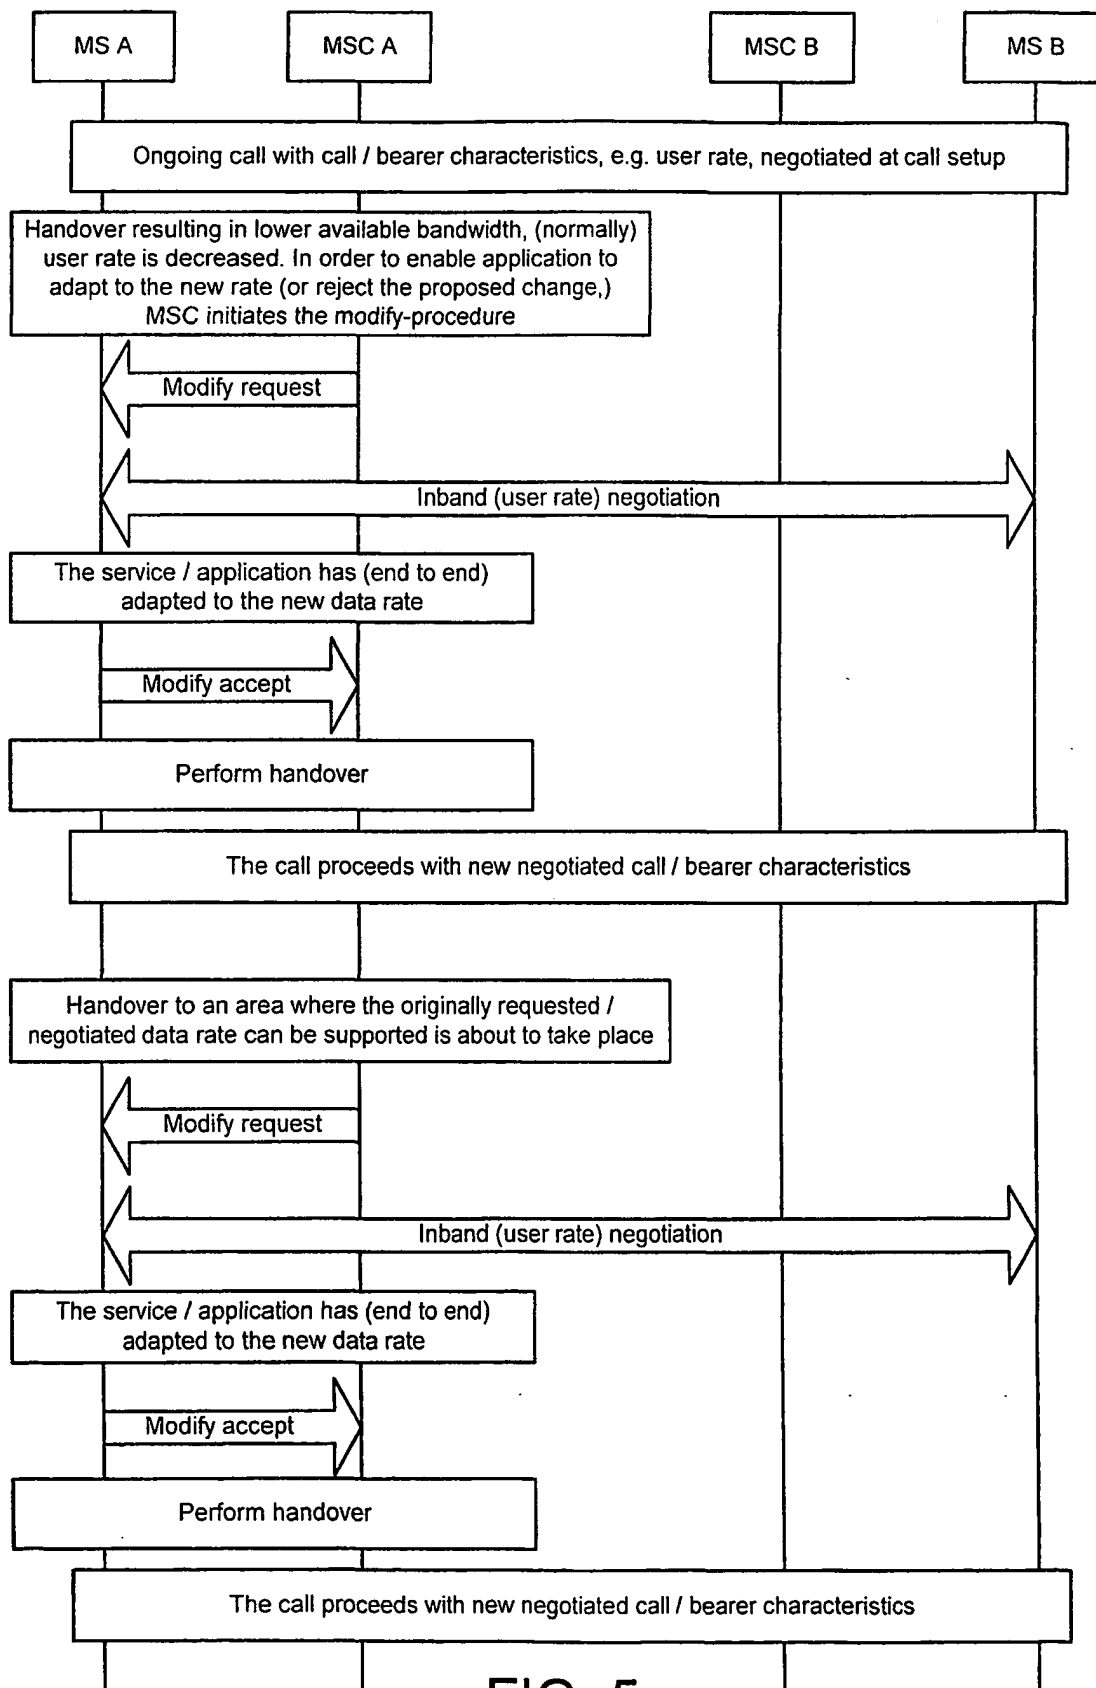 MS A
MSC A
MSC B
MS B
Ongoing call with call / bearer characteristics, e.g. user rate, negotiated at call setup
Handover resulting in lower available bandwidth, (normally)
user rate is decreased. In order to enable application to
adapt to the new rate (or reject the proposed change,)
MSC initiates the modify-procedure
Modify request
Inband (user rate) negotiation
The service / application has (end to end)
adapted to the new data rate
Modify accept
Perform handover
The call proceeds with new negotiated call / bearer characteristics
Handover to an area where the originally requested /
negotiated data rate can be supported is about to take place
Modify request
Inband (user rate) negotiation
The service / application has (end to end)
adapted to the new data rate
Modify accept
Perform handover
The call proceeds with new negotiated call / bearer characteristics
FIG. 5